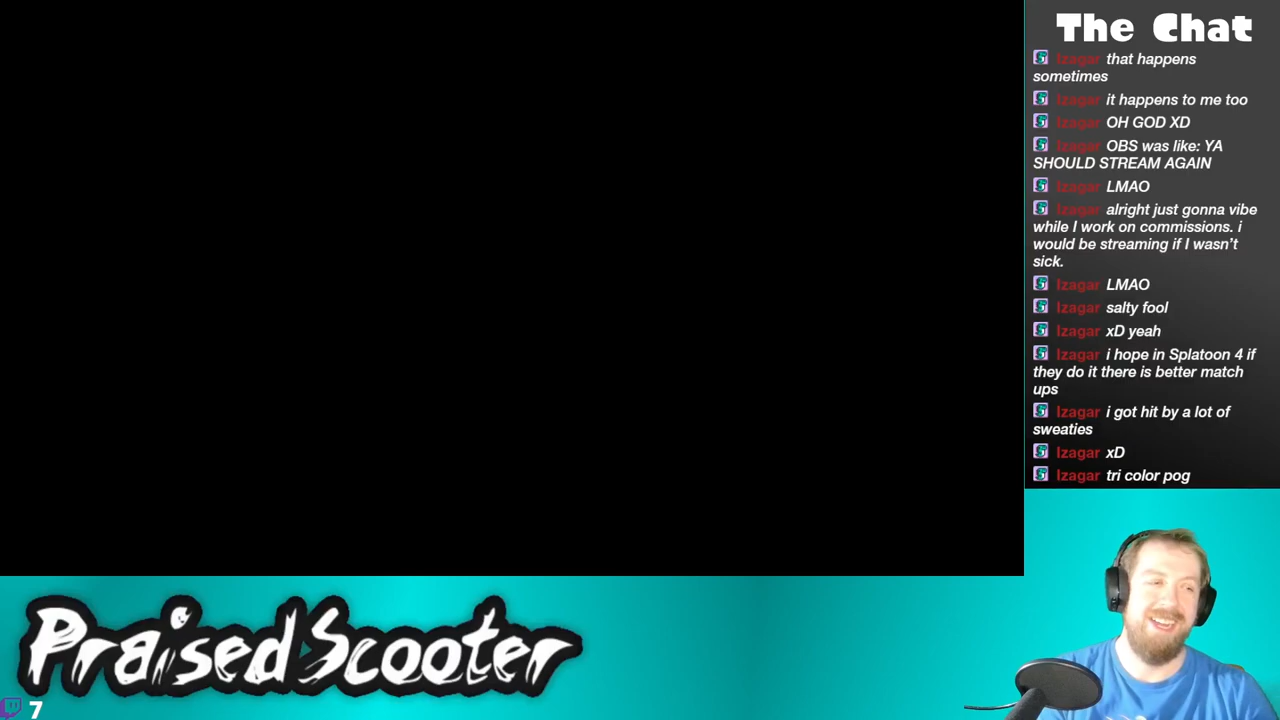 The Chat
Izagar that happens
sometimes
Izagar it happens to me too
Izagar OH GOD XD
Izagar OBS was like: YA
SHOULD STREAM AGAIN
Izagar LMAO
Izagar alright just gonna vibe
while I work on commissions. i
would be streaming if I wasn't
sick.
Izagar LMAO
Izagar salty fool
Izagar xD yeah
Izagar i hope in Splatoon 4 if
they do it there is better match
ups
Izagar i got hit by a lot of
sweaties
Izagar xD
Izagar tri color pog
PraisedScooter
7